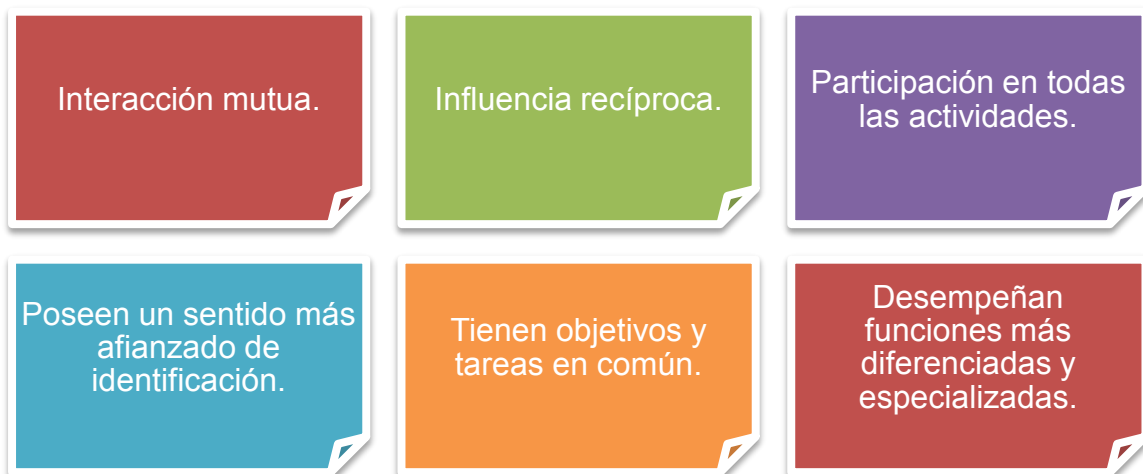 Interacción mutua.
Influencia recíproca.
Participación en todas
las actividades.
Poseen un sentido más
afianzado de
identificación.
Tienen objetivos y
tareas en común.
Desempeñan
funciones más
diferenciadas y
especializadas.